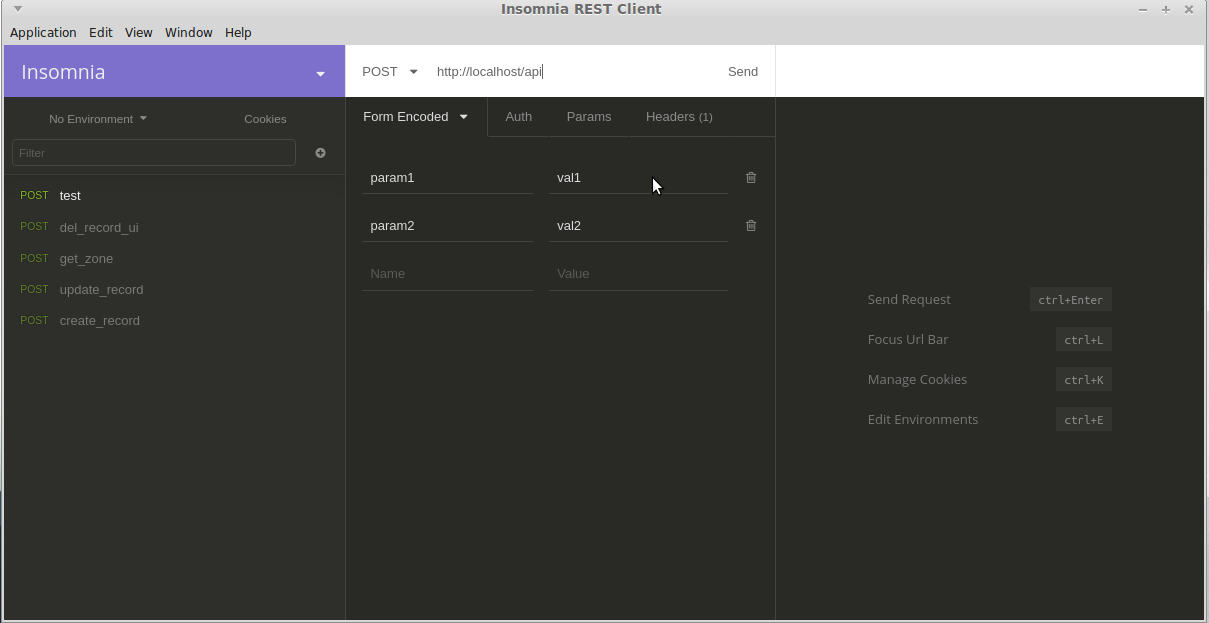 Insomnia REST Client
Application Edit View Window Help
Insomnia
POST http://localhost/api Send
No Environment Cookies
Form Encoded Auth Params Headers (1)
Filter
POST test
POST del_record_ui
POST get_zone
POST update_record
POST create_record
param1 val1
param2 val2
Name Value
Send Request ctrl+Enter
Focus Url Bar ctrl+L
Manage Cookies ctrl+K
Edit Environments ctrl+E